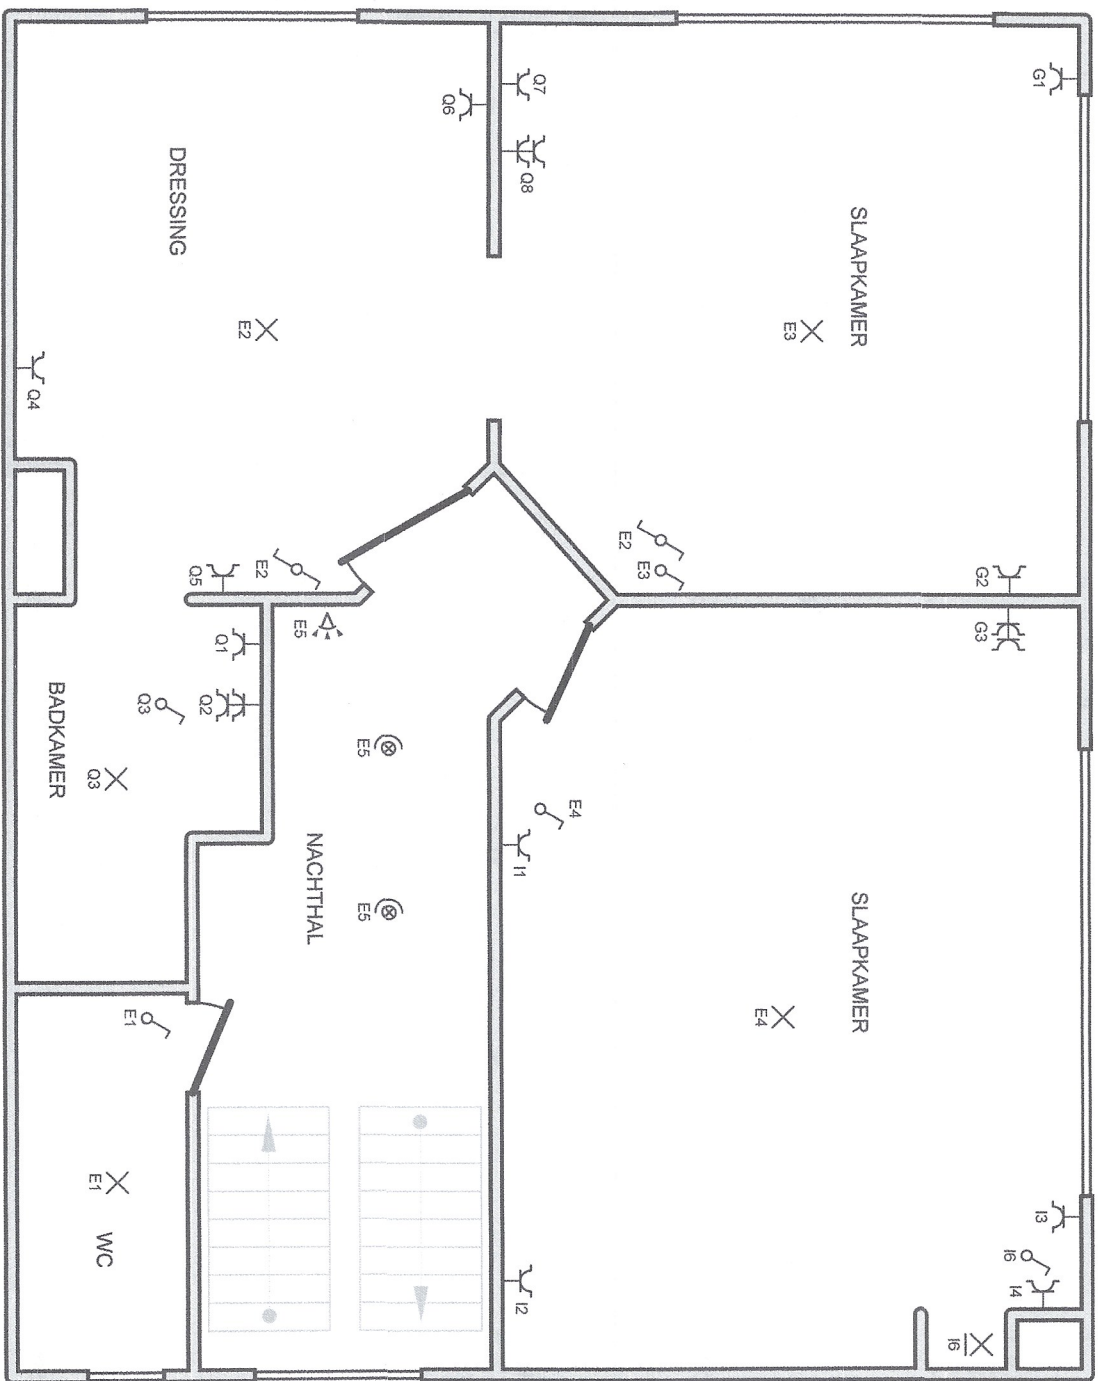 G1
G2
G3
I3
I6
I4
I6
SLAAPKAMER
E3
SLAAPKAMER
E4
E2
E3
Q7
Q8
E4
I1
I2
Q6
E5
E5
NACHTHAL
E2
E5
E2
DRESSING
Q5
Q1
Q2
Q3
Q3
E1
E1
WC
BADKAMER
Q4